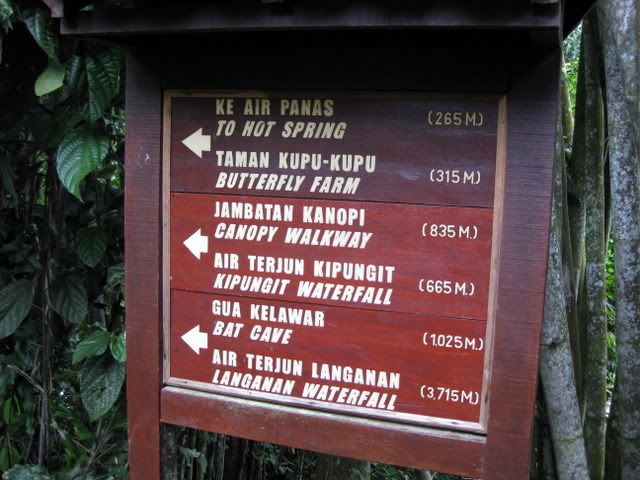 KE AIR PANAS (265 M.)
TO HOT SPRING
TAMAN KUPU-KUPU (315 M.)
BUTTERFLY FARM
JAMBATAN KANOPI (835 M.)
CANOPY WALKWAY
AIR TERJUN KIPUNGIT (665 M.)
KIPUNGIT WATERFALL
GUA KELAWAR (1.025 M.)
BAT CAVE
AIR TERJUN LANGANAN (3,715 M.)
LANGANAN WATERFALL